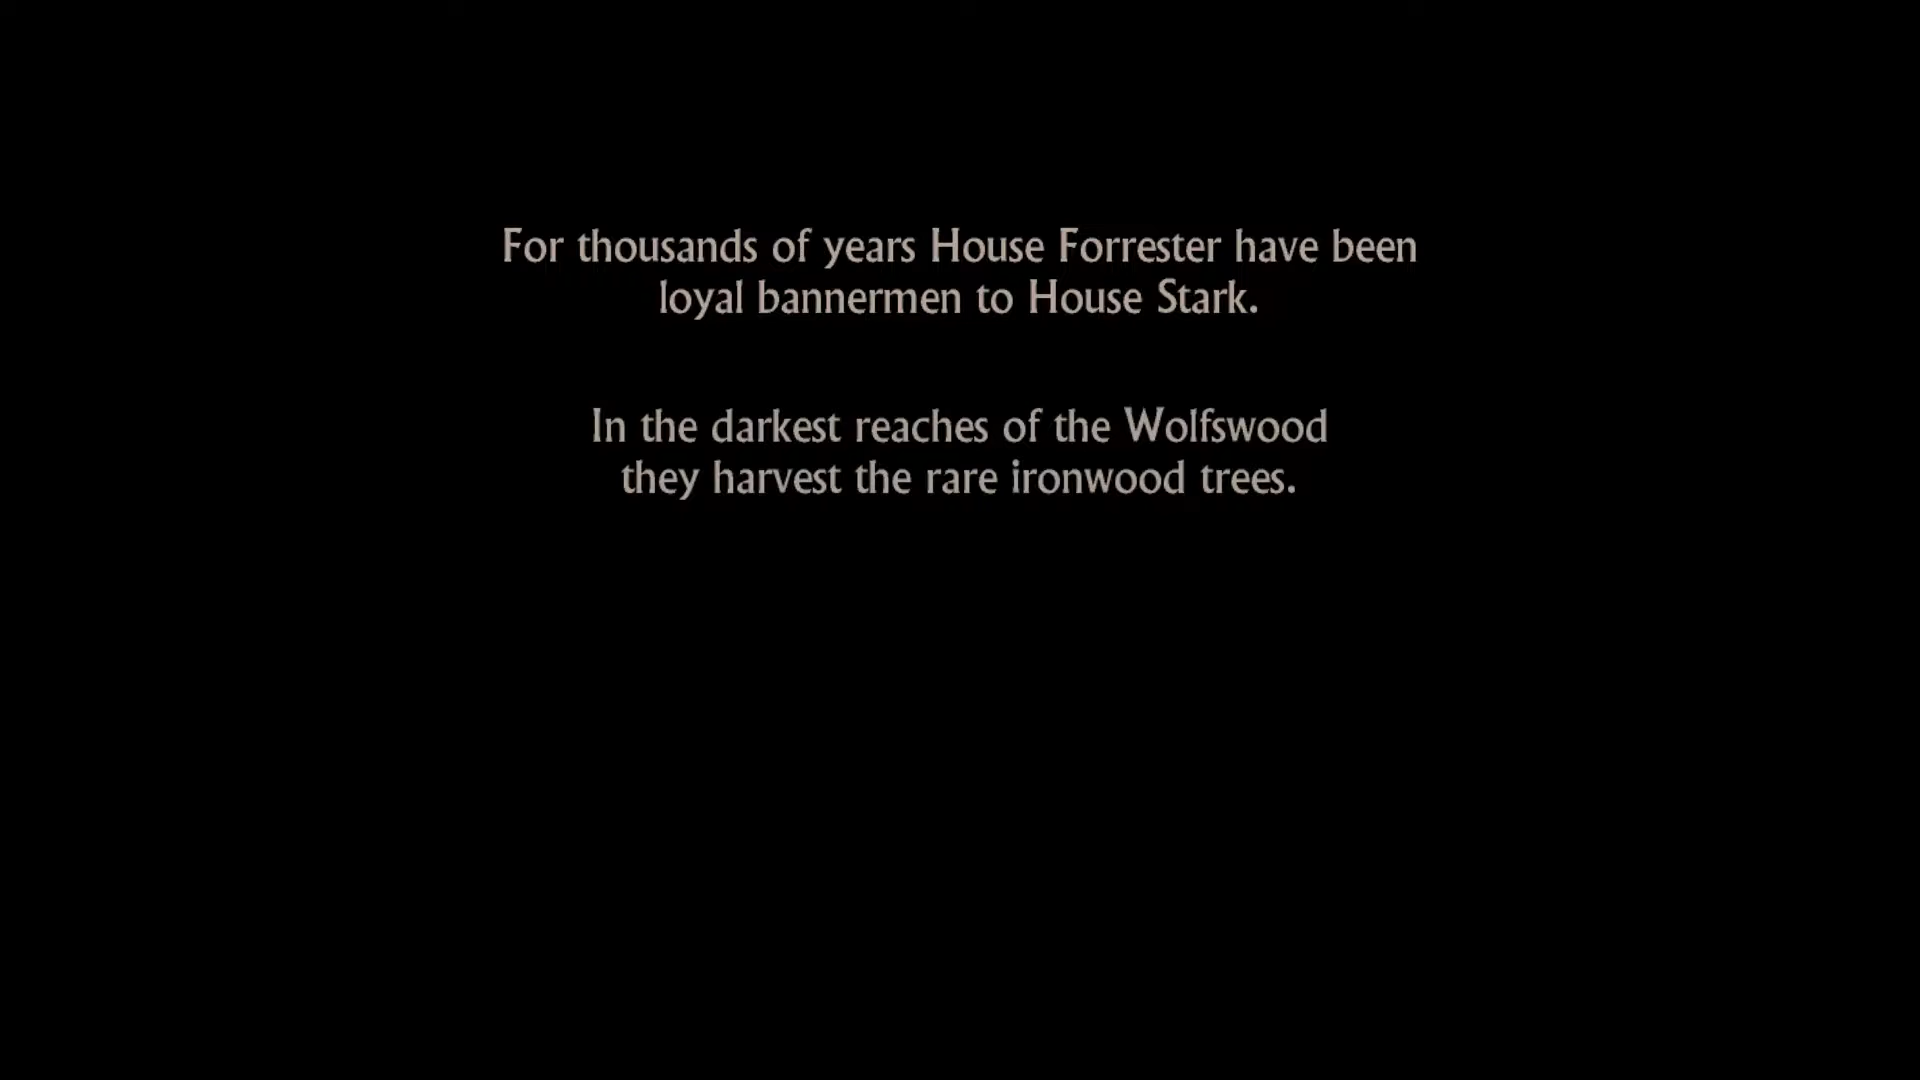 For thousands of years House Forrester have been
loyal bannermen to House Stark.
In the darkest reaches of the Wolfswood
they harvest the rare ironwood trees.